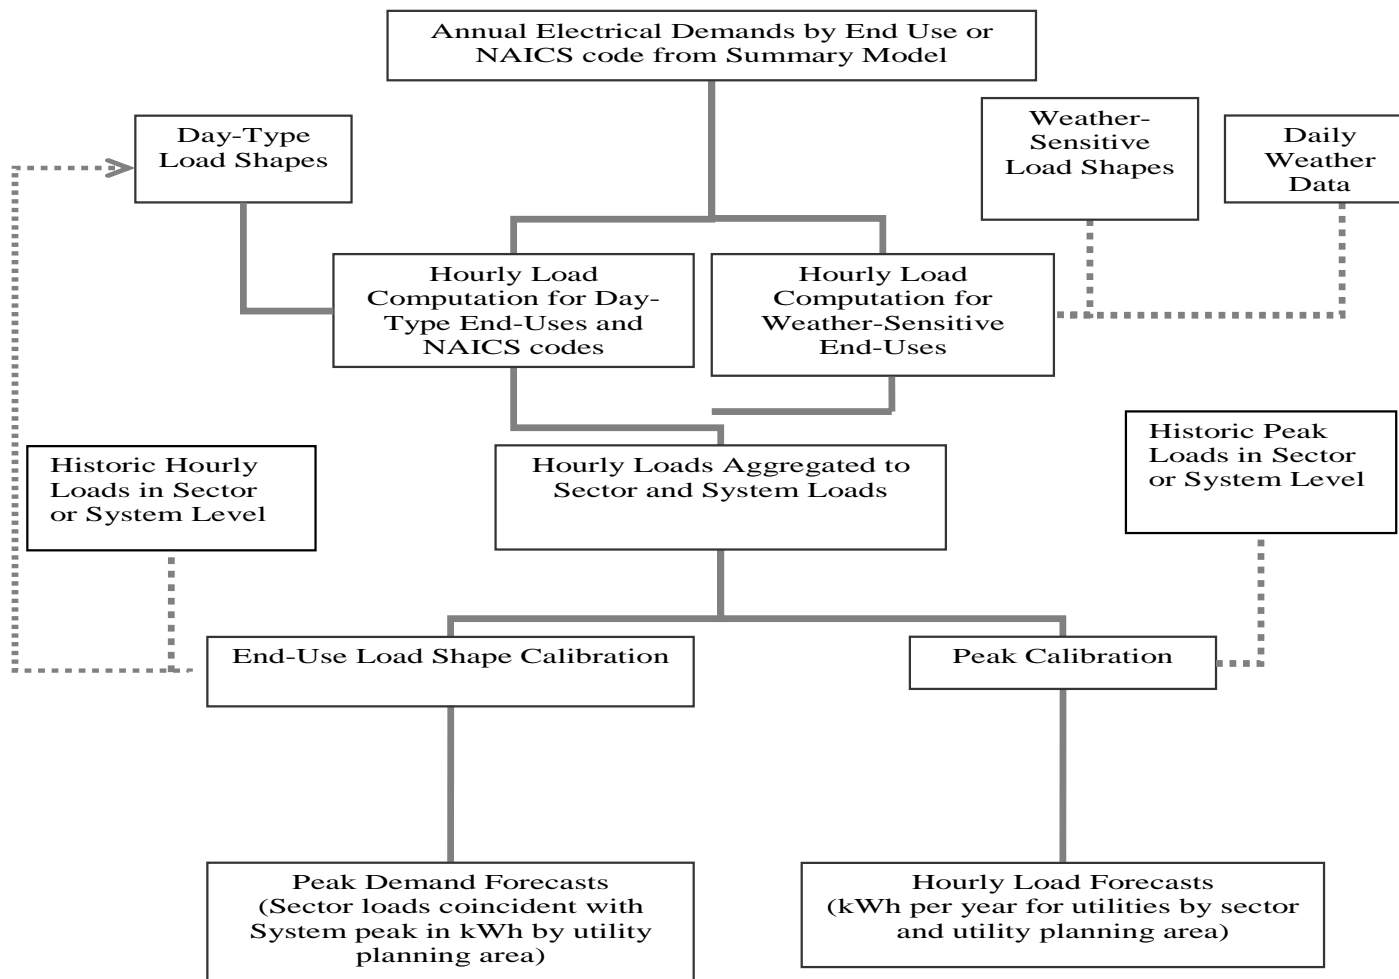 Annual Electrical Demands by End Use or
NAICS code from Summary Model
Day-Type
Load Shapes
Weather-
Sensitive
Load Shapes
Daily
Weather
Data
Hourly Load
Computation for Day-
Type End-Uses and
NAICS codes
Hourly Load
Computation for
Weather-Sensitive
End-Uses
Historic Hourly
Loads in Sector
or System Level
Hourly Loads Aggregated to
Sector and System Loads
Historic Peak
Loads in Sector
or System Level
End-Use Load Shape Calibration
Peak Calibration
Peak Demand Forecasts
(Sector loads coincident with
System peak in kWh by utility
planning area)
Hourly Load Forecasts
(kWh per year for utilities by sector
and utility planning area)